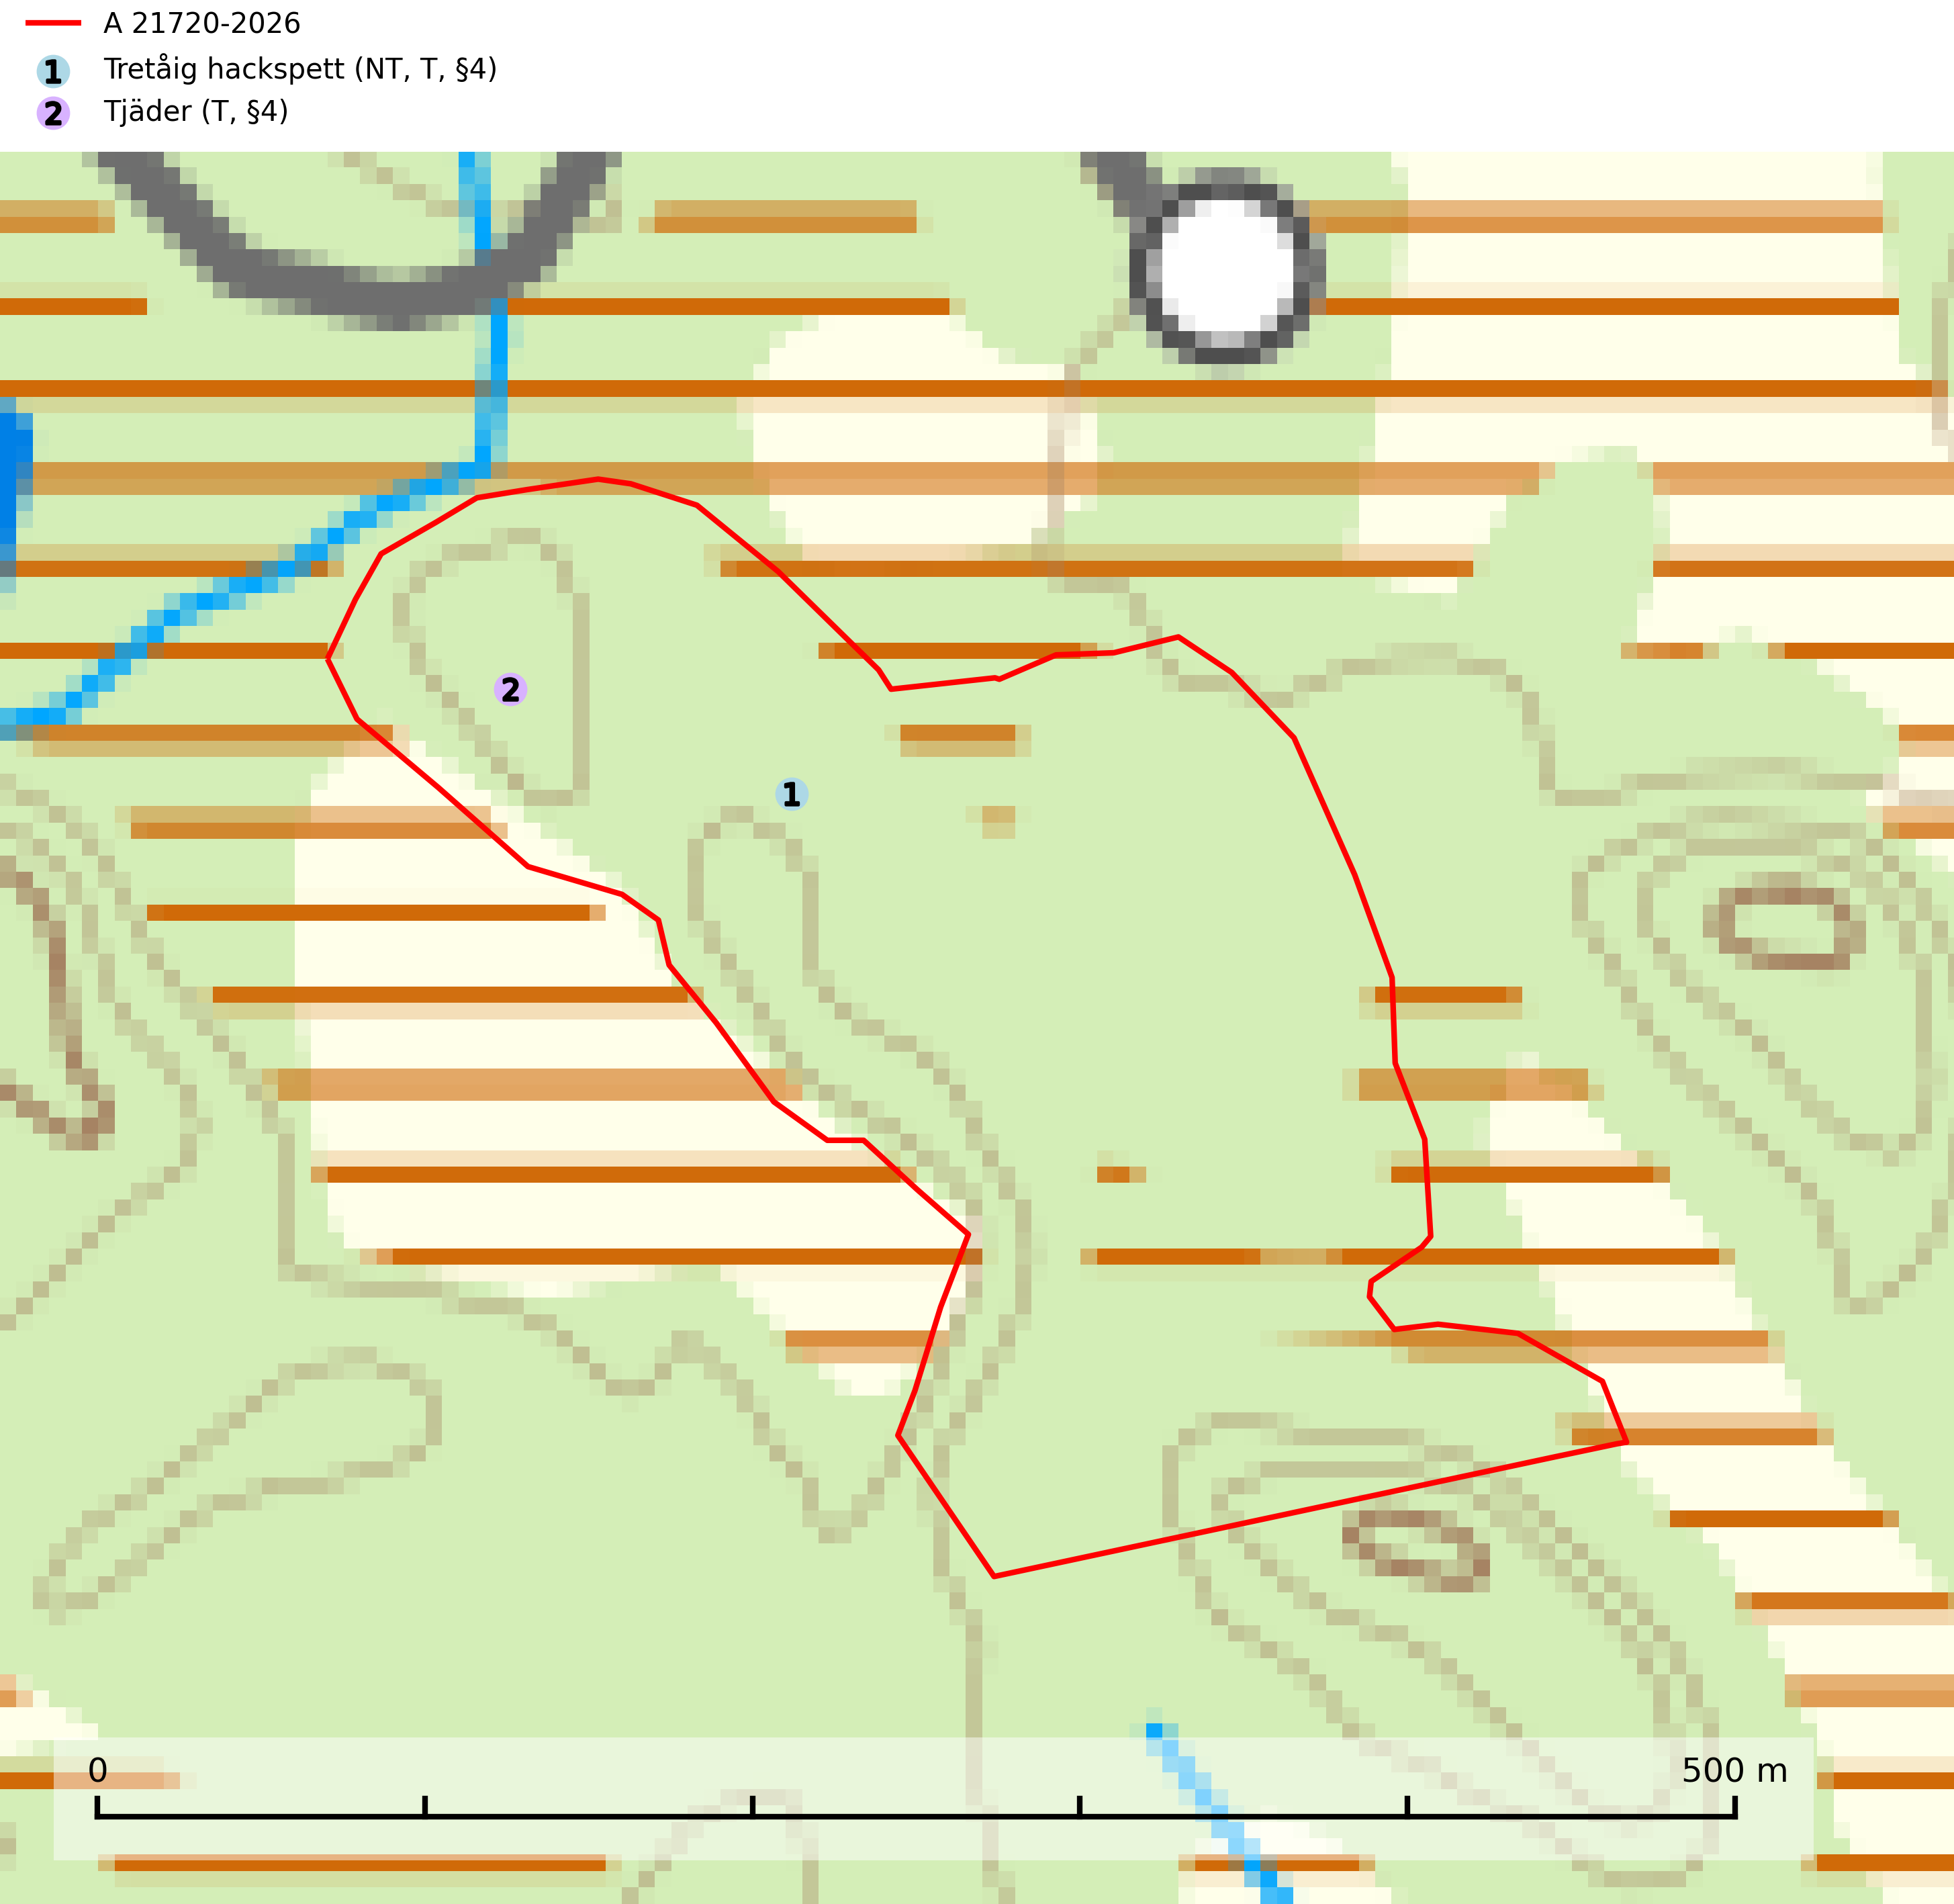 A 21720-2026
1 Tretåig hackspett (NT, T, §4)
2 Tjäder (T, §4)
2
1
0 500 m